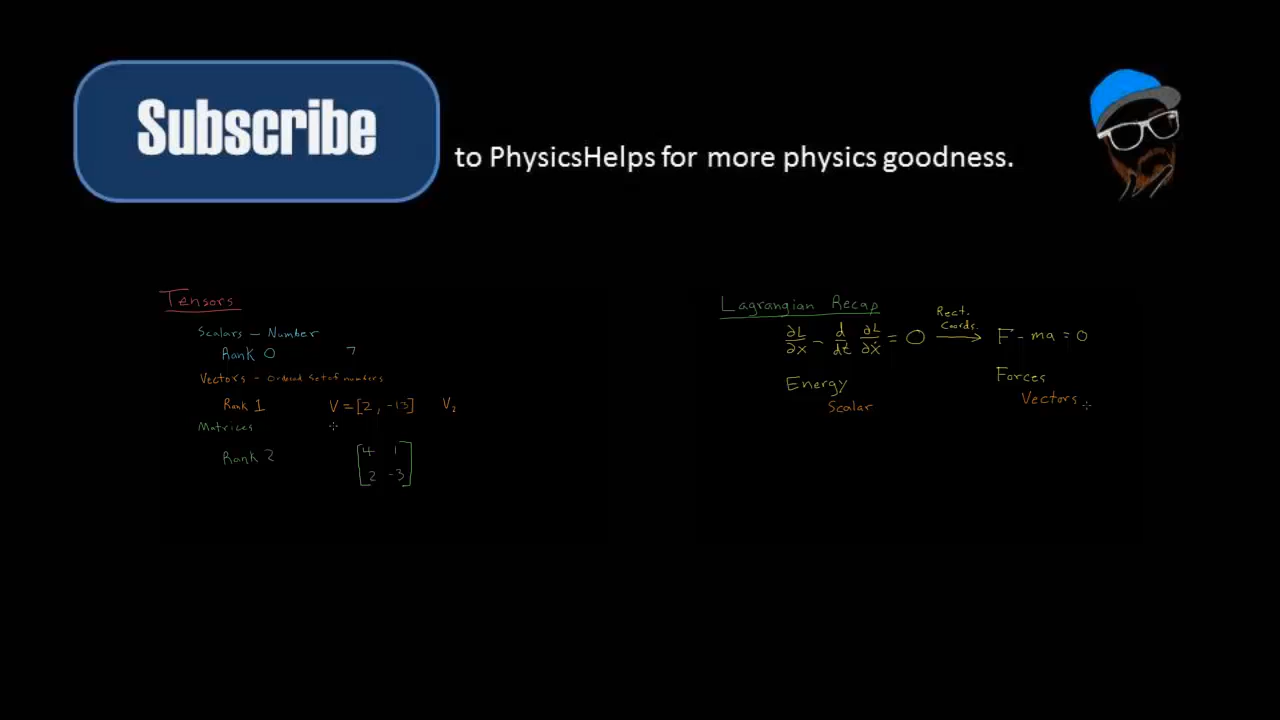 Subscribe
to PhysicsHelps for more physics goodness.
Tensors
Scalars - Number
Rank 0 7
Vectors - Ordered set of numbers
Rank 1 V = [2, -13] V₂
Matrices
Rank 2 [4 1
2 -3]
Lagrangian Recap
∂L/∂x - d/dt ∂L/∂ẋ = 0 Rect. Coords. → F - ma = 0
Energy Forces
Scalar Vectors